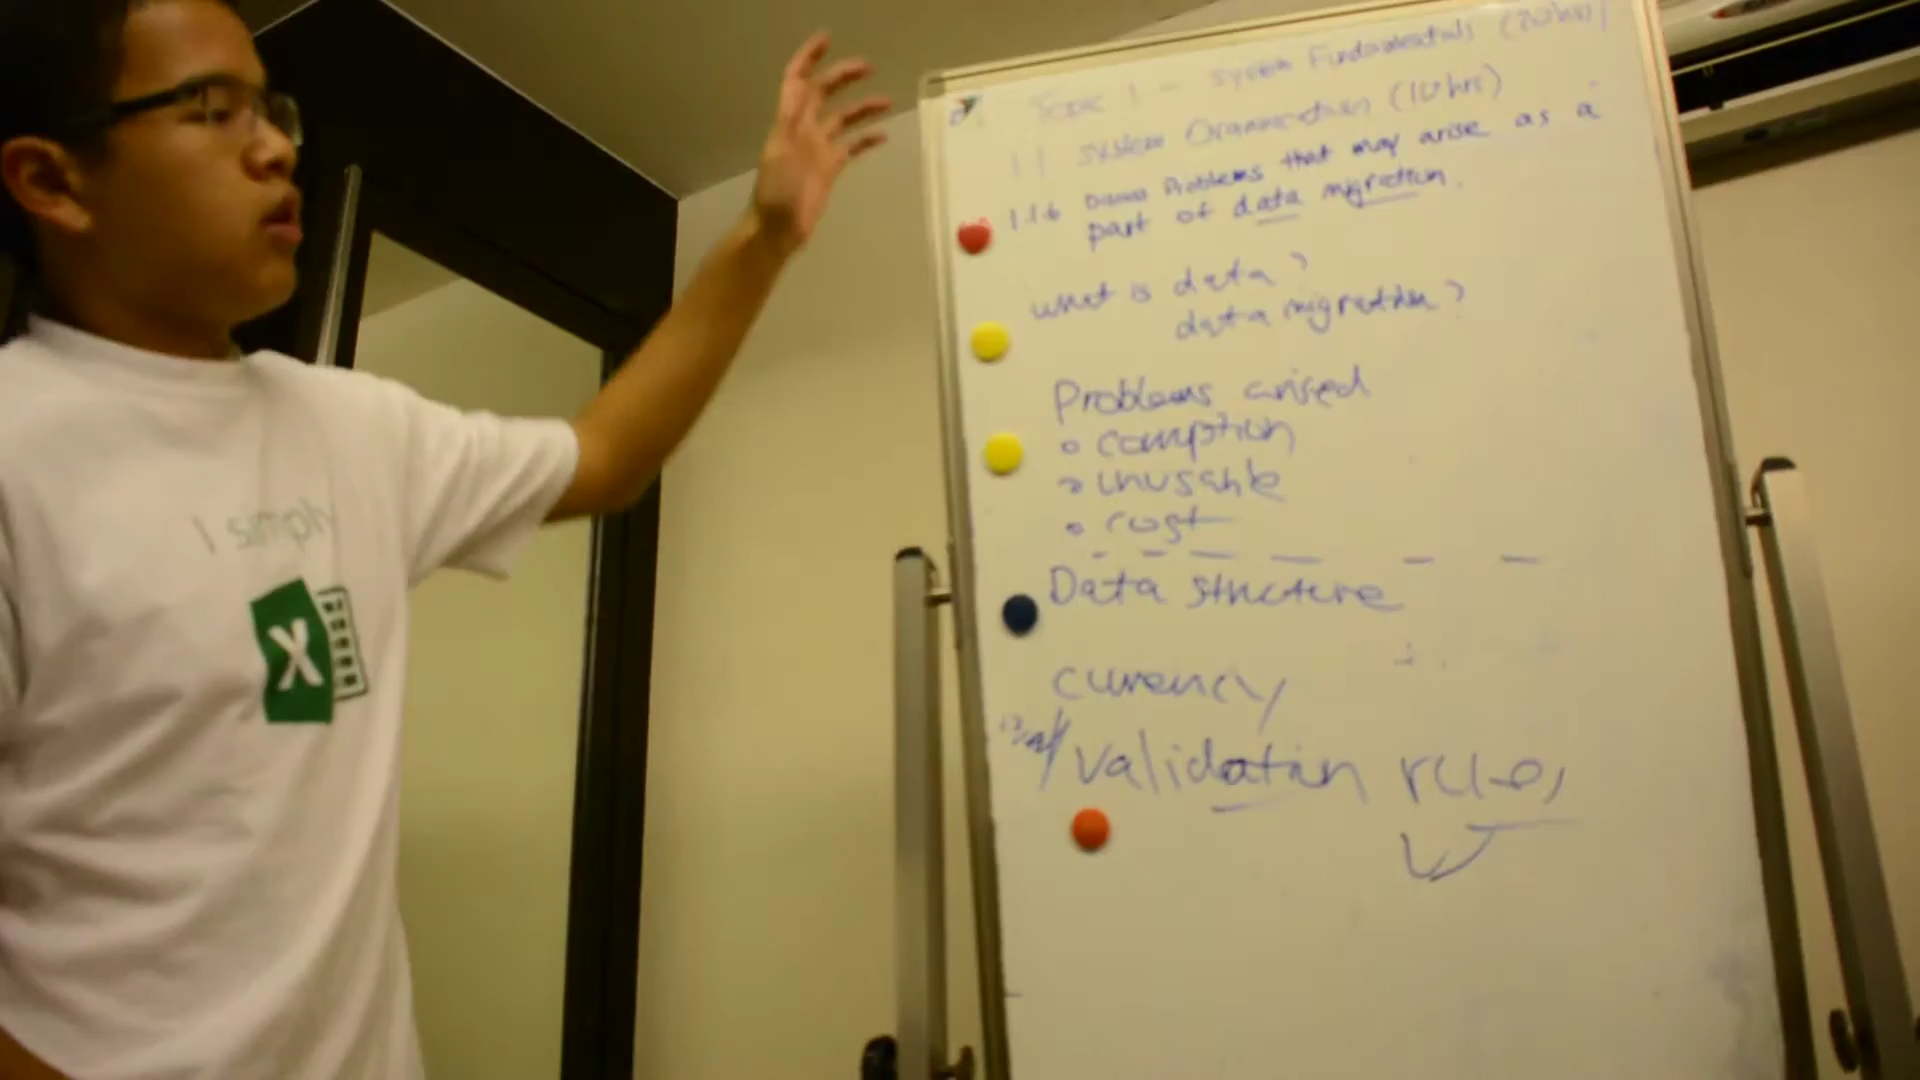 Topic 1 - System Fundamentals (20hrs)
1.1 System Organisation (10hrs)
1.1.6 Discuss Problems that may arise as a
part of data migration.
what is data?
data migration?
Problems arised
• corruption
• unusable
• cost
Data structure
currency
validation rules
I simply
X